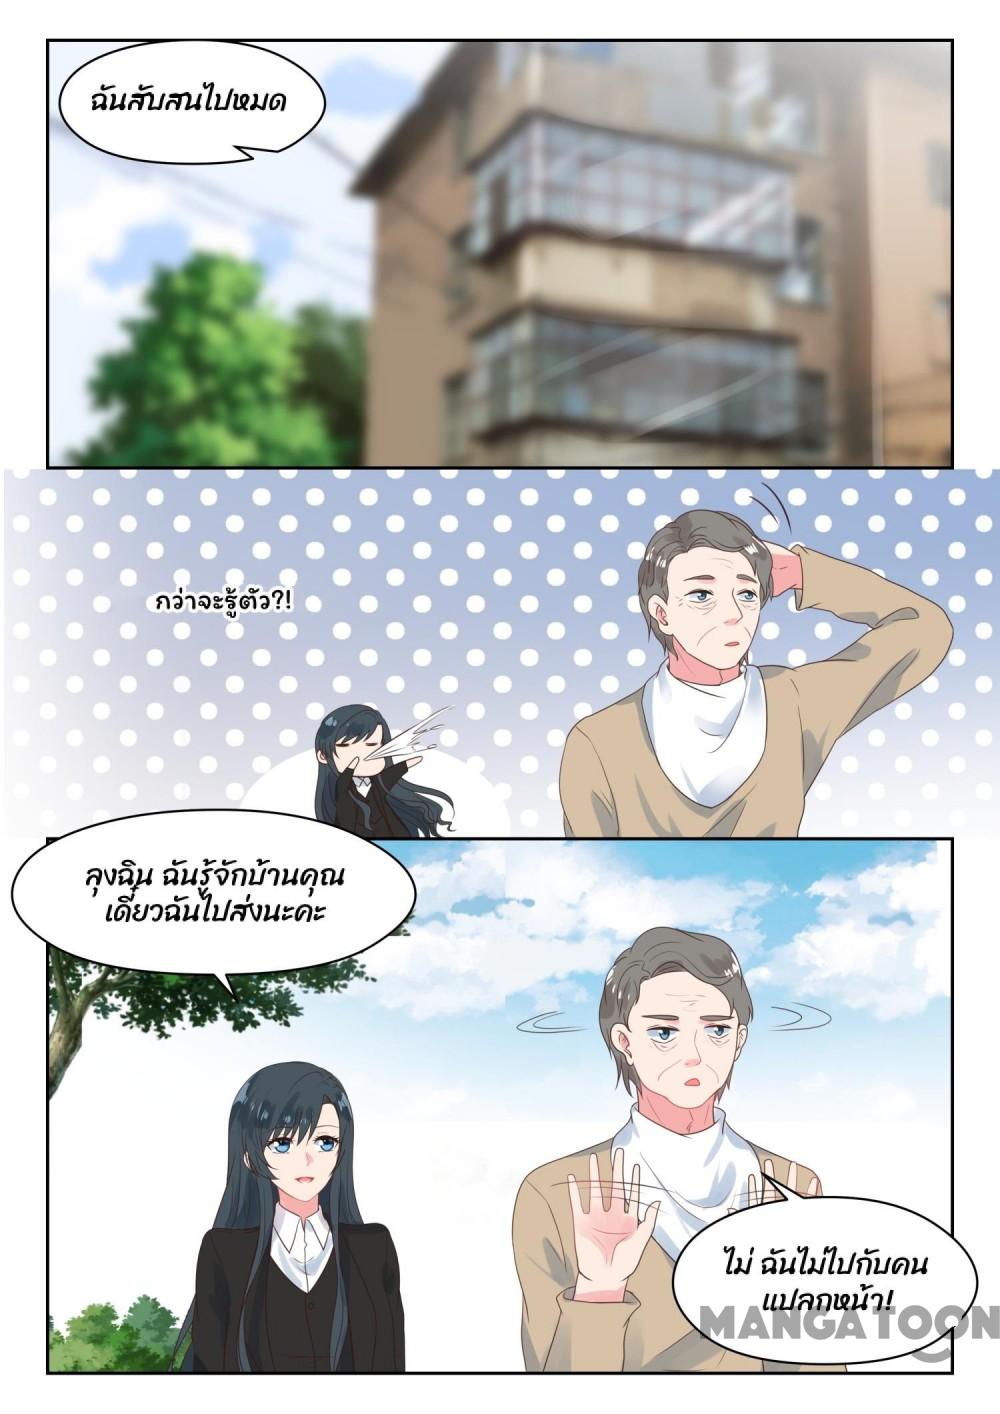 ฉันสับสนไปหมด
กว่าจะรู้ตัว?!
ลุงฉิน ฉันรู้จักบ้านคุณ
เดี๋ยวฉันไปส่งนะคะ
ไม่ ฉันไม่ไปกับคน
แปลกหน้า!
MANGATOON
MANGATOON